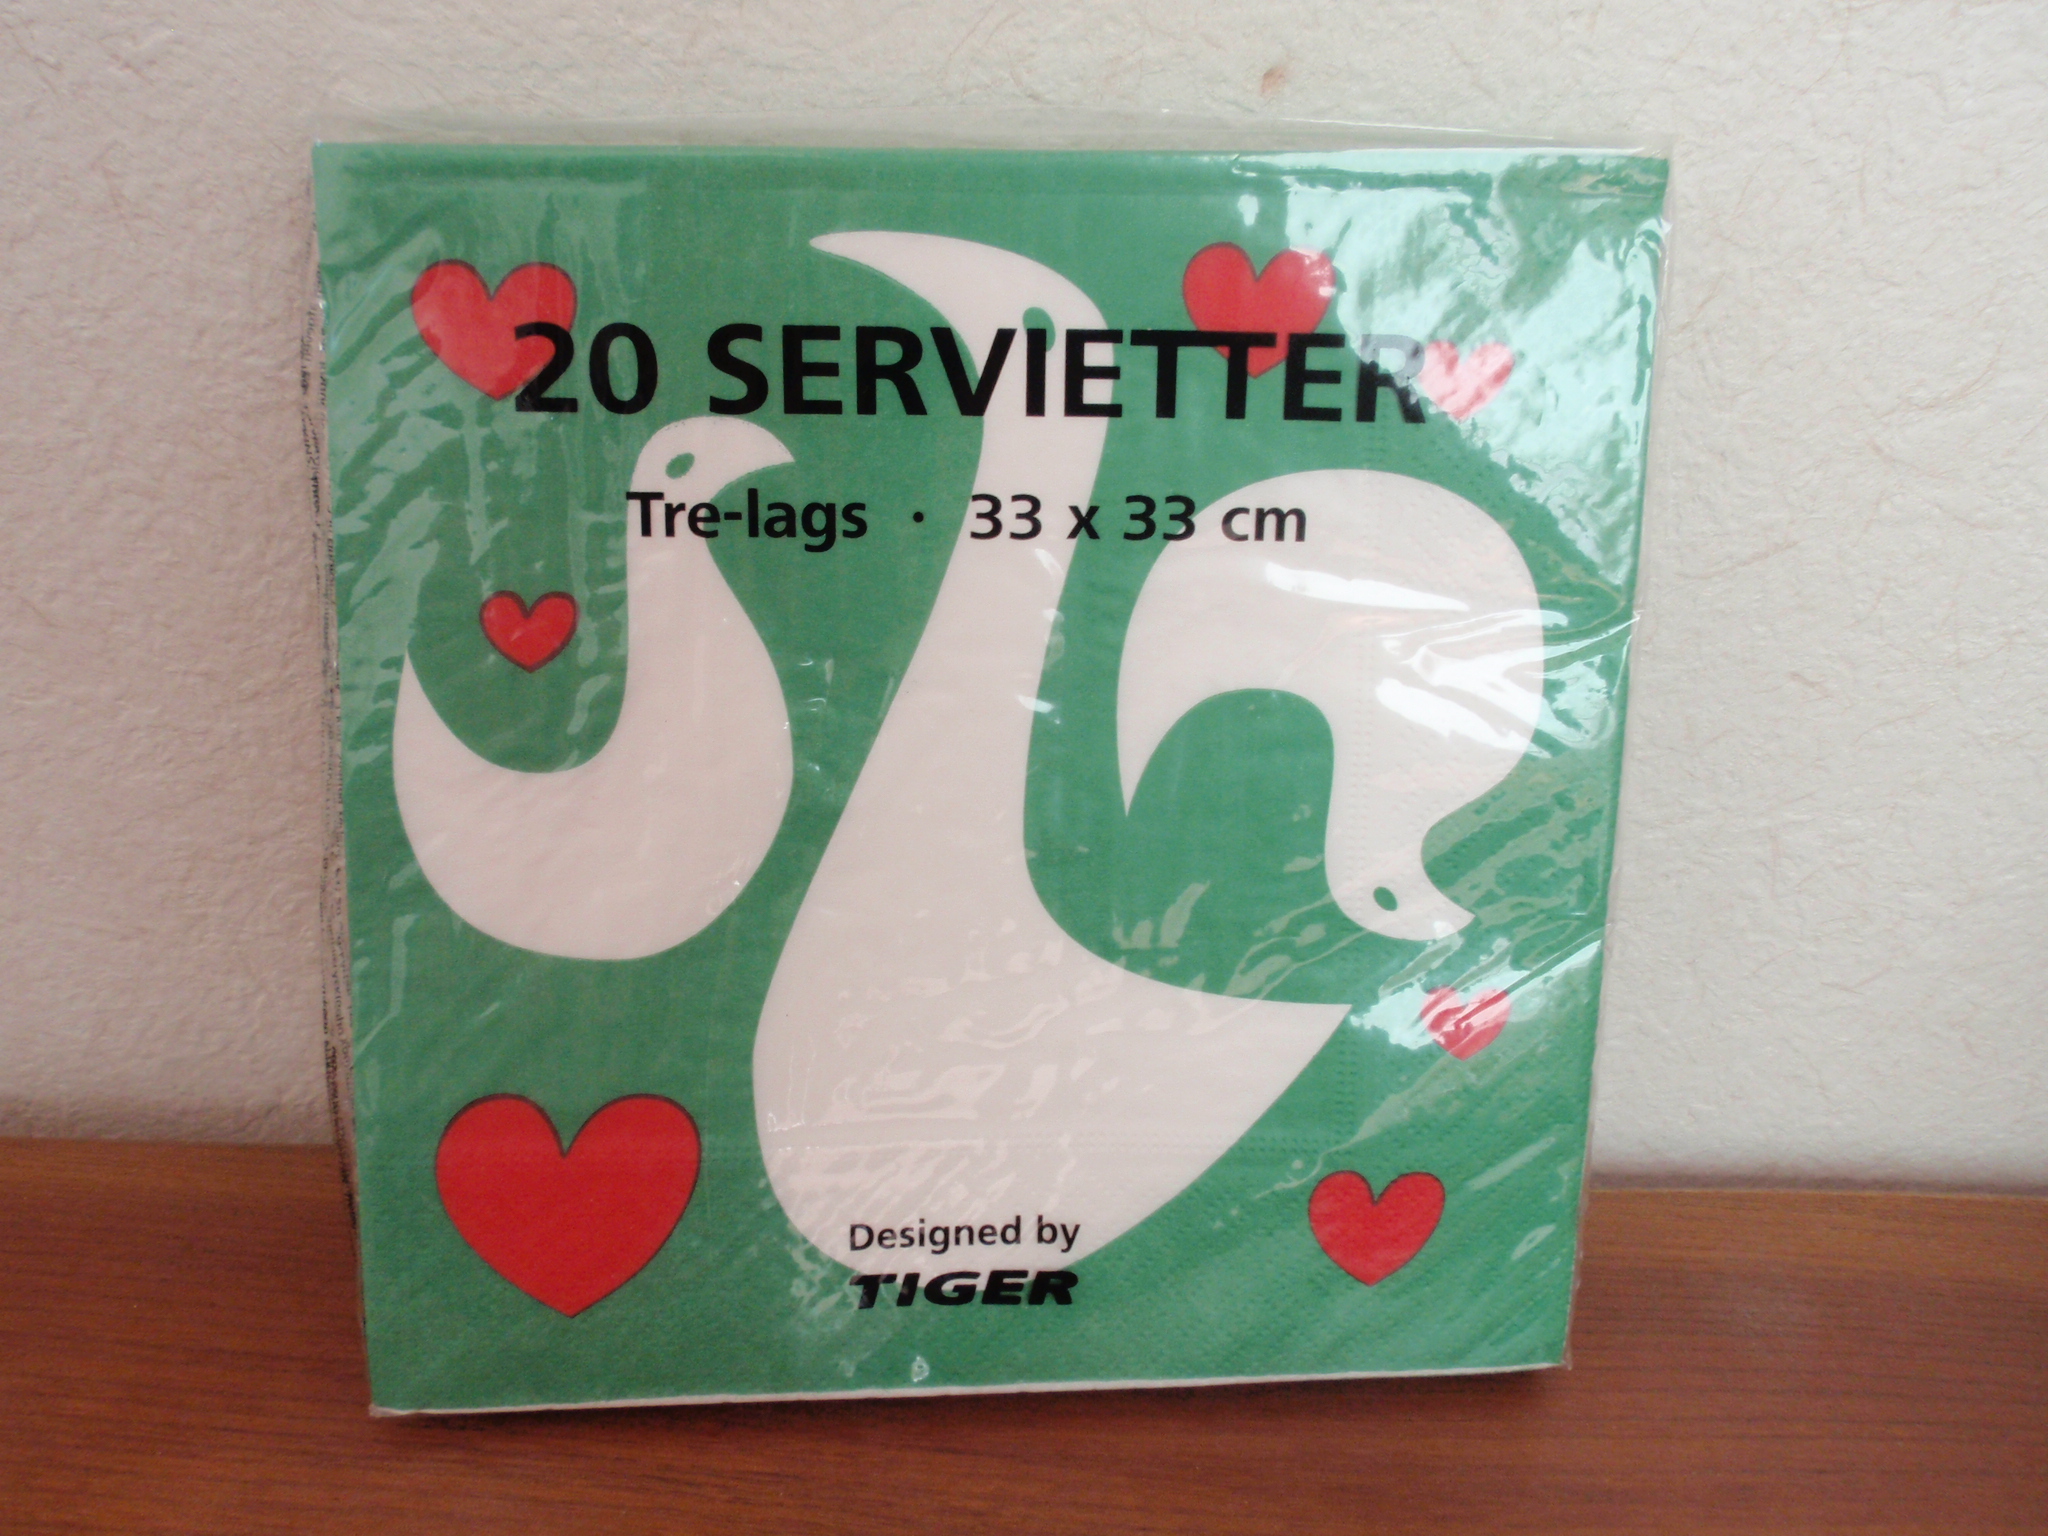 20 SERVIETTER
Tre-lags · 33 x 33 cm
Designed by
TIGER